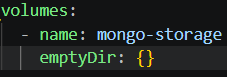 volumes:
  - name: mongo-storage
    emptyDir: {}